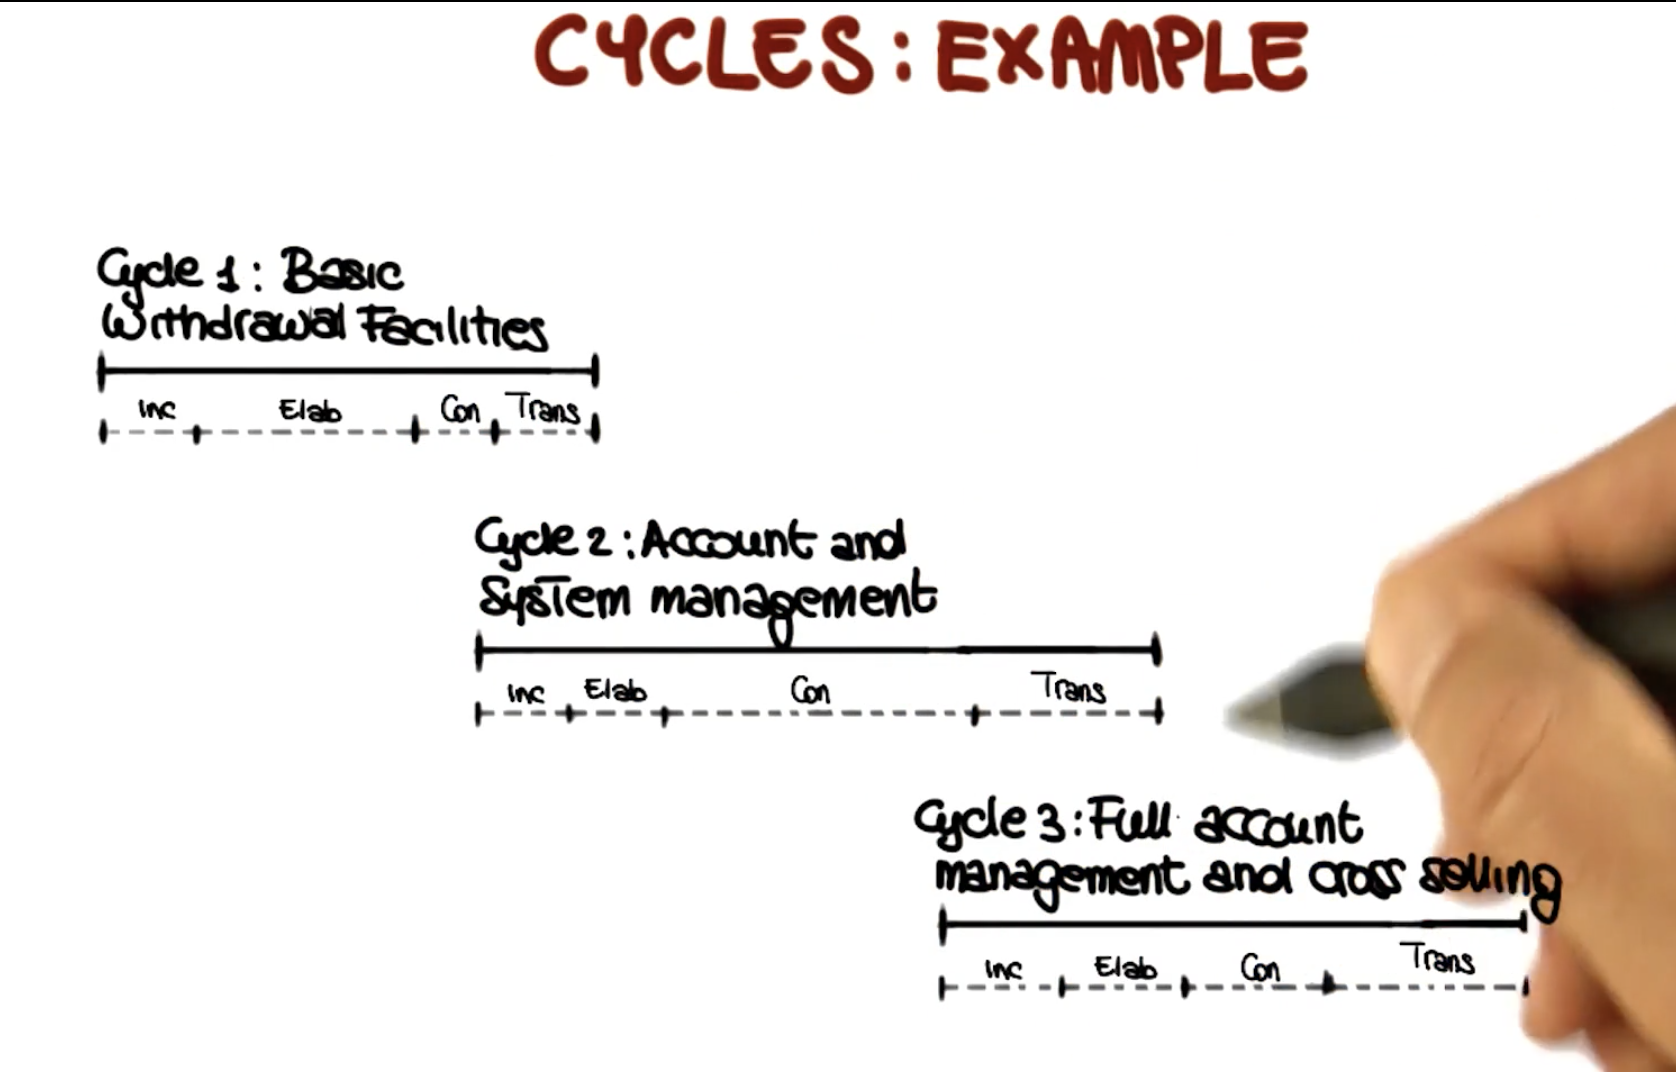 CYCLES: EXAMPLE
Cycle 1: Basic
Withdrawal Facilities
Inc Elab Con Trans
Cycle 2: Account and
System management
Inc Elab Con Trans
Cycle 3: Full account
management and cross selling
Inc Elab Con Trans